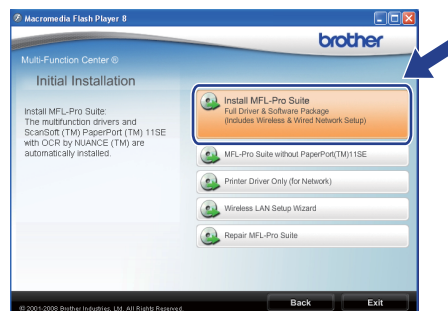 Macromedia Flash Player 8
brother
Multi-Function Center ®
Initial Installation
Install MFL-Pro Suite:
The multifunction drivers and
ScanSoft (TM) PaperPort (TM) 11SE
with OCR by NUANCE (TM) are
automatically installed.
Install MFL-Pro Suite
Full Driver & Software Package
(Includes Wireless & Wired Network Setup)
MFL-Pro Suite without PaperPort(TM)11SE
Printer Driver Only (for Network)
Wireless LAN Setup Wizard
Repair MFL-Pro Suite
© 2001-2008 Brother Industries, Ltd. All Rights Reserved.
Back
Exit